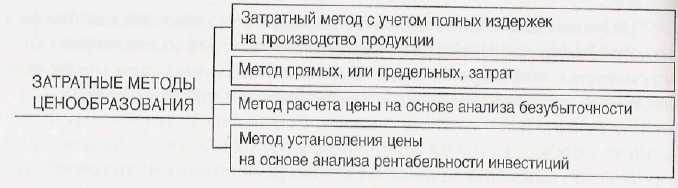 ЗАТРАТНЫЕ МЕТОДЫ
ЦЕНООБРАЗОВАНИЯ
Затратный метод с учетом полных издержек
на производство продукции
Метод прямых, или предельных, затрат
Метод расчета цены на основе анализа безубыточности
Метод установления цены
на основе анализа рентабельности инвестиций